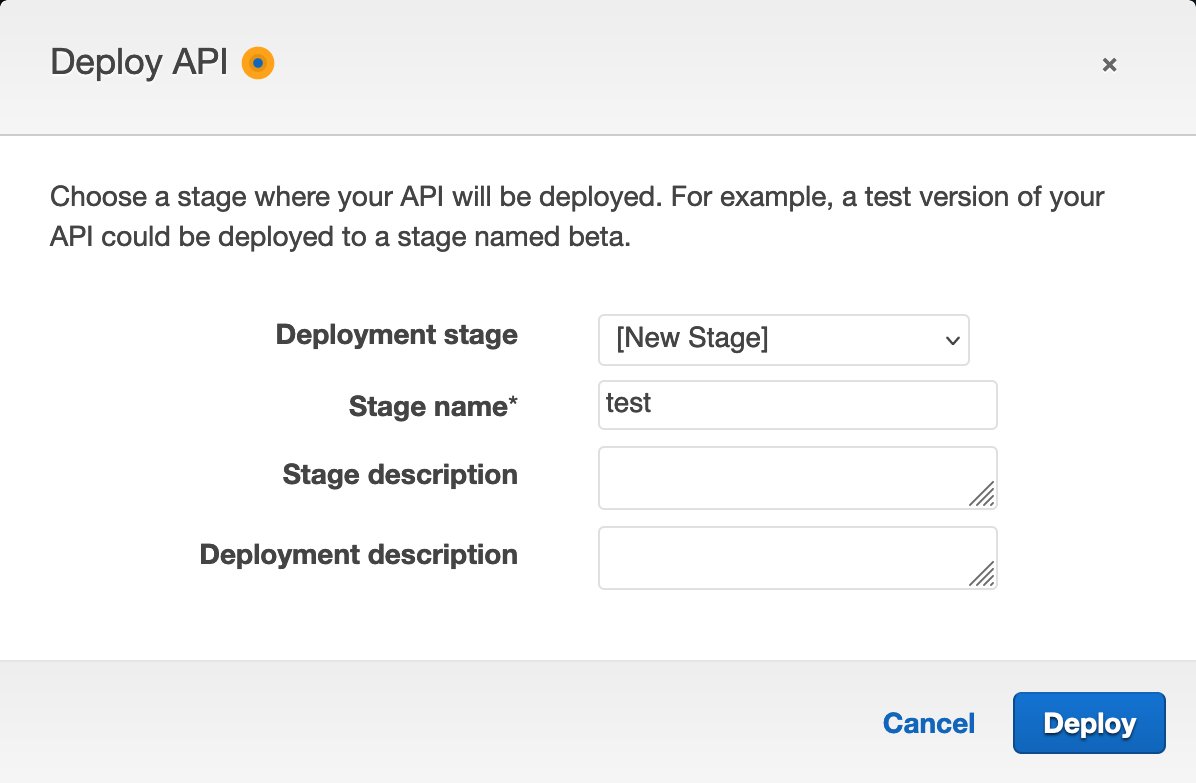 Deploy API
×
Choose a stage where your API will be deployed. For example, a test version of your
API could be deployed to a stage named beta.
Deployment stage [New Stage]
Stage name* test
Stage description
Deployment description
Cancel Deploy